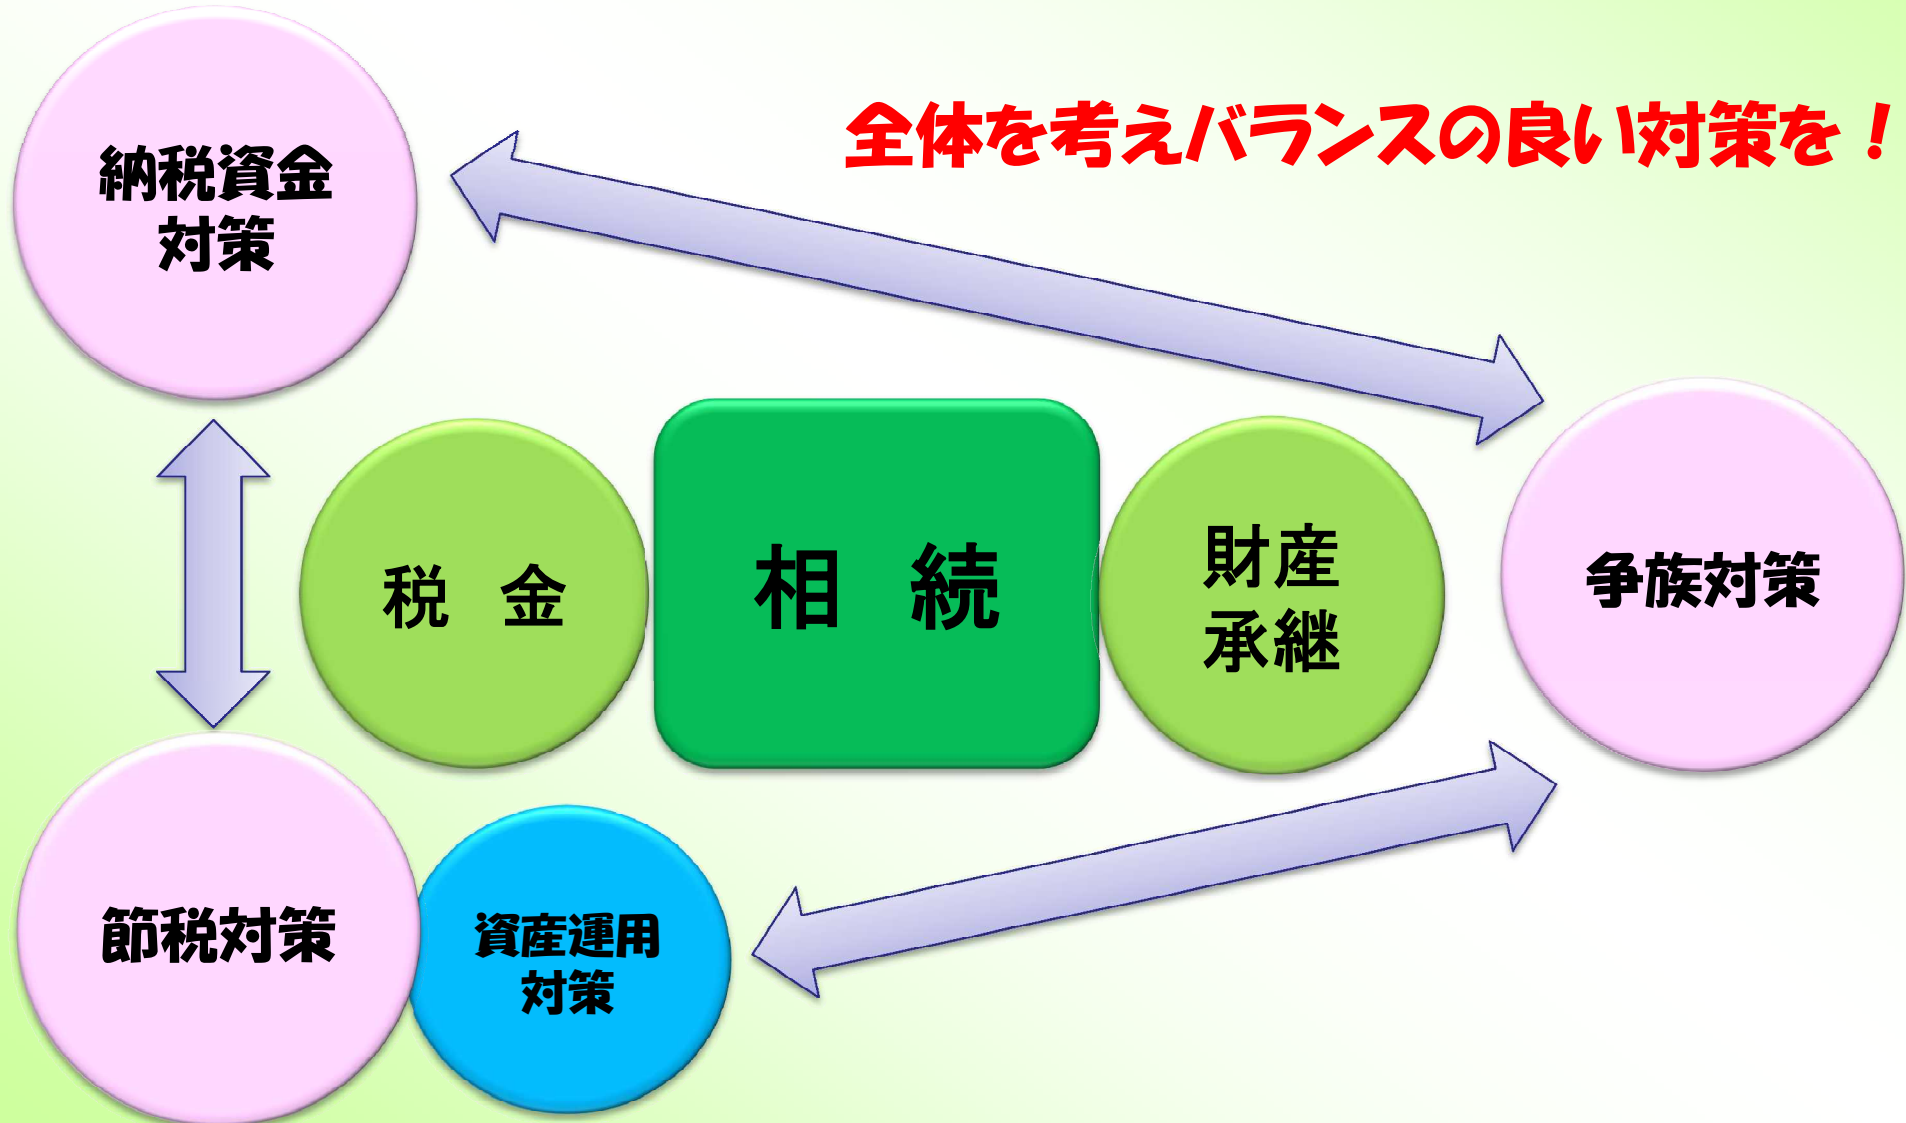 全体を考えバランスの良い対策を！
納税資金
対策
税　金
相　続
財産
承継
争族対策
節税対策
資産運用
対策